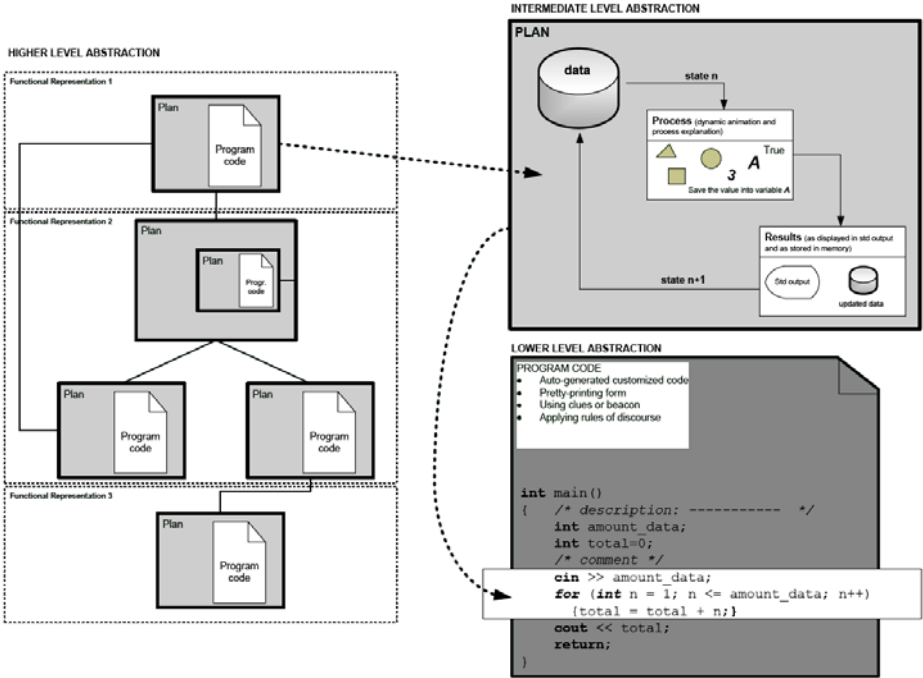 HIGHER LEVEL ABSTRACTION
Functional Representation 1
Plan
Program
code
Functional Representation 2
Plan
Plan
Progr.
code
Plan
Program
code
Plan
Program
code
Functional Representation 3
Plan
Program
code
INTERMEDIATE LEVEL ABSTRACTION
PLAN
data
state n
Process (dynamic animation and
process explanation)
True
A
3
Save the value into variable A
Results (as displayed in std output
and as stored in memory)
Std output
updated data
state n+1
LOWER LEVEL ABSTRACTION
PROGRAM CODE
• Auto-generated customized code
• Pretty-printing form
• Using clues or beacon
• Applying rules of discourse
int main()
{ /* description: ----------- */
int amount_data;
int total=0;
/* comment */
cin >> amount_data;
for (int n = 1; n <= amount_data; n++)
{total = total + n;}
cout << total;
return;
}